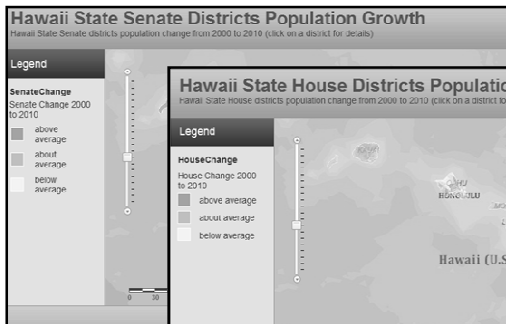 Hawaii State Senate Districts Population Growth
Hawaii State Senate districts population change from 2000 to 2010 (click on a district for details)
Legend
SenateChange
Senate Change 2000
to 2010
above
average
about
average
below
average
0 30
Hawaii State House Districts Populatio
Hawaii State House districts population change from 2000 to 2010 (click on a district fo
Legend
HouseChange
House Change 2000
to 2010
above average
about average
below average
HONOLULU
Hawaii (U.S